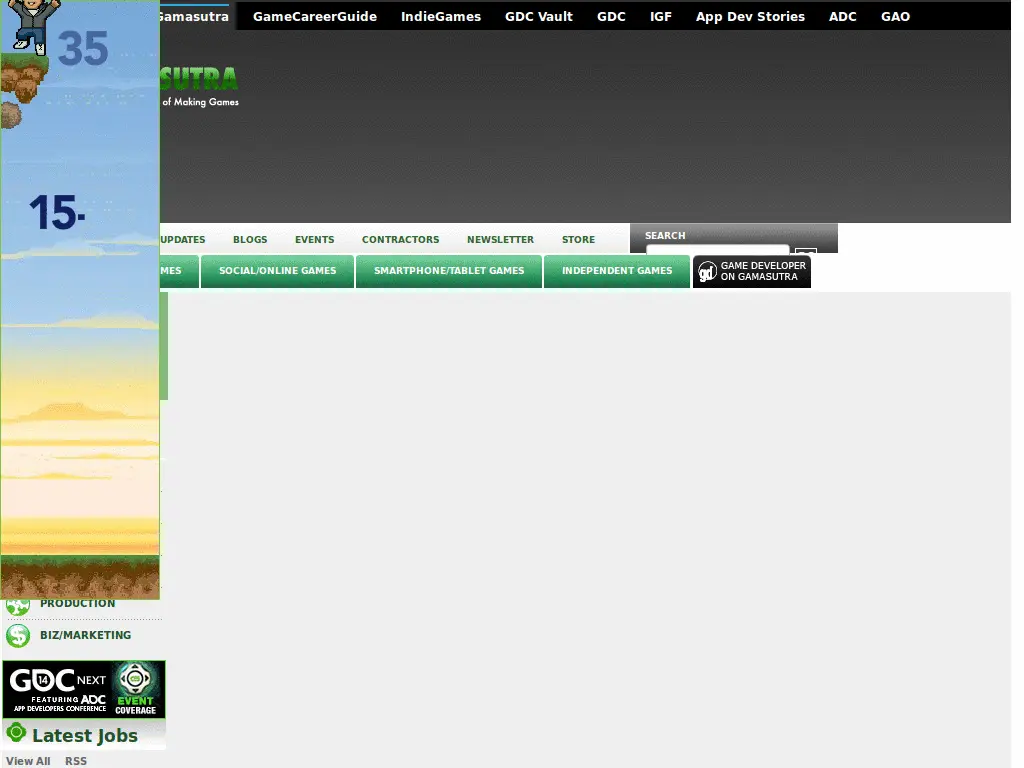 Gamasutra GameCareerGuide IndieGames GDC Vault GDC IGF App Dev Stories ADC GAO
35
SUTRA
of Making Games
15-
UPDATES BLOGS EVENTS CONTRACTORS NEWSLETTER STORE
SEARCH
MES SOCIAL/ONLINE GAMES SMARTPHONE/TABLET GAMES INDEPENDENT GAMES
gd GAME DEVELOPER
ON GAMASUTRA
PRODUCTION
BIZ/MARKETING
GDC 14 NEXT
FEATURING ADC
APP DEVELOPERS CONFERENCE
EVENT
COVERAGE
Latest Jobs
View All RSS